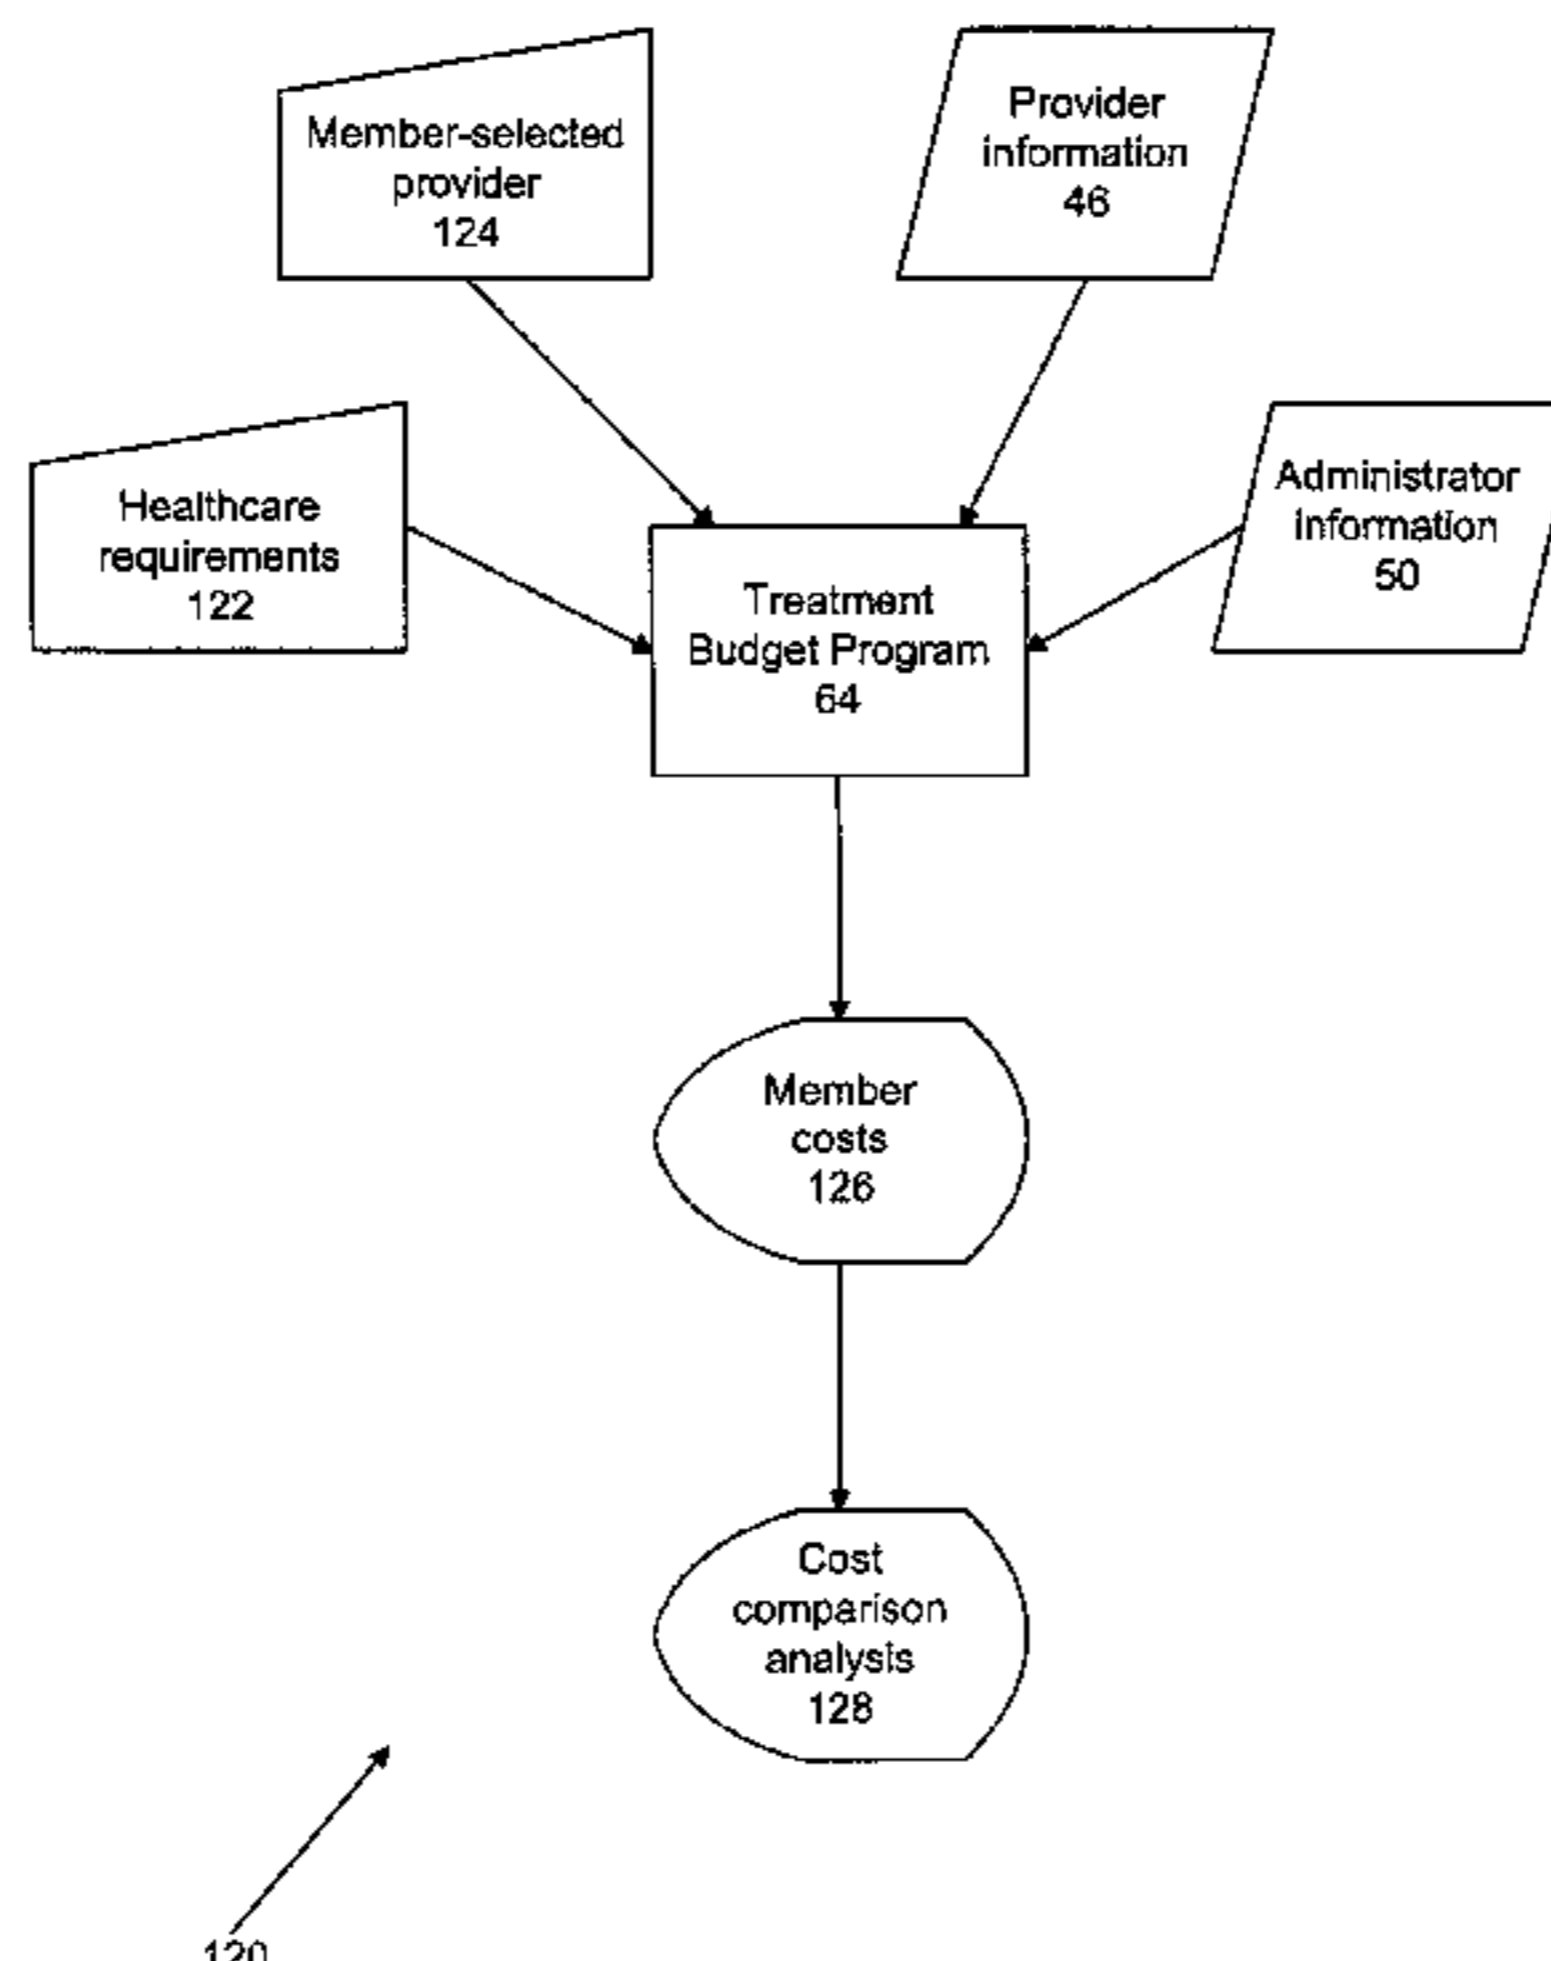 Member-selected
provider
124
Provider
information
46
Healthcare
requirements
122
Administrator
information
50
Treatment
Budget Program
64
Member
costs
126
Cost
comparison
analysts
128
120